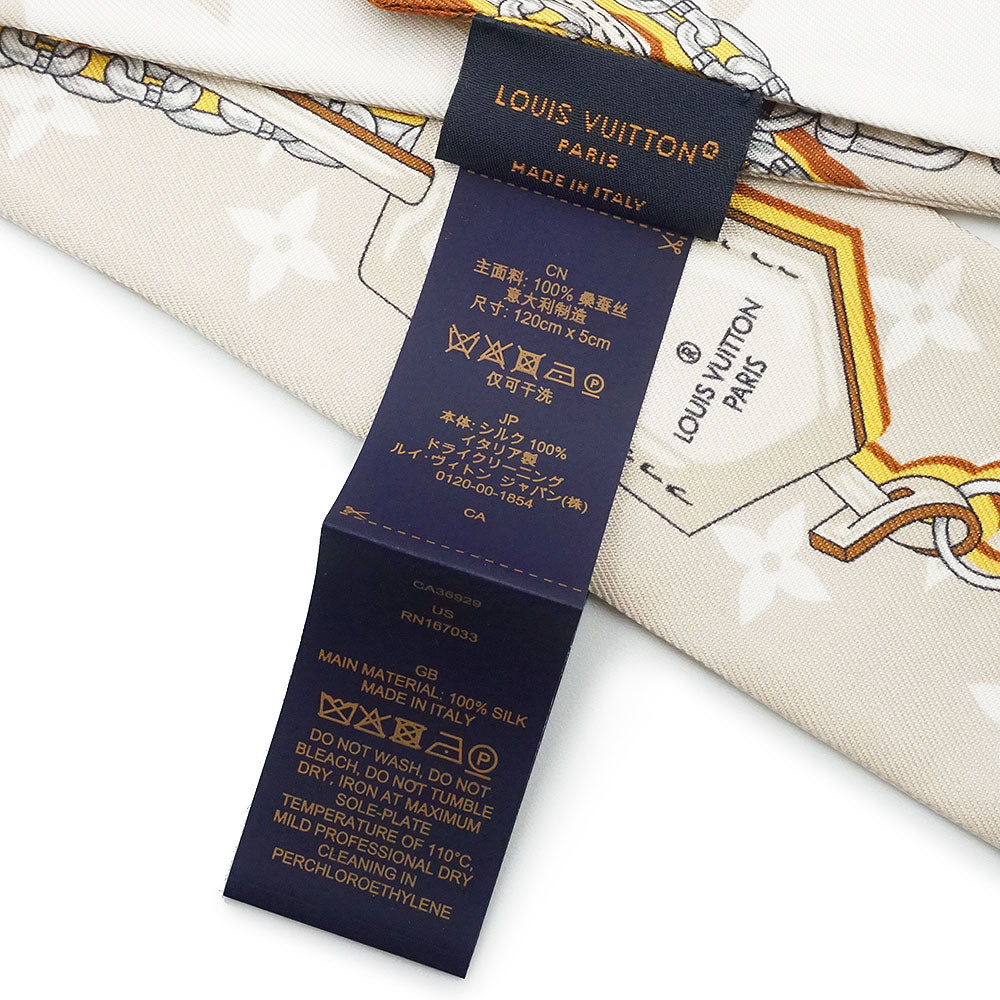 LOUIS VUITTON®
PARIS
MADE IN ITALY
CN
主面料: 100% 桑蚕丝
意大利制造
尺寸: 120cm x 5cm
仅可干洗
JP
本体: シルク 100%
イタリア製
ドライクリーニング
ルイ・ヴィトン ジャパン(株)
0120-00-1854
CA
CA36929
US
RN167033
GB
MAIN MATERIAL: 100% SILK
MADE IN ITALY
DO NOT WASH, DO NOT
BLEACH, DO NOT TUMBLE
DRY, IRON AT MAXIMUM
SOLE-PLATE
TEMPERATURE OF 110°C,
MILD PROFESSIONAL DRY
CLEANING IN
PERCHLOROETHYLENE
®
LOUIS VUITTON
PARIS